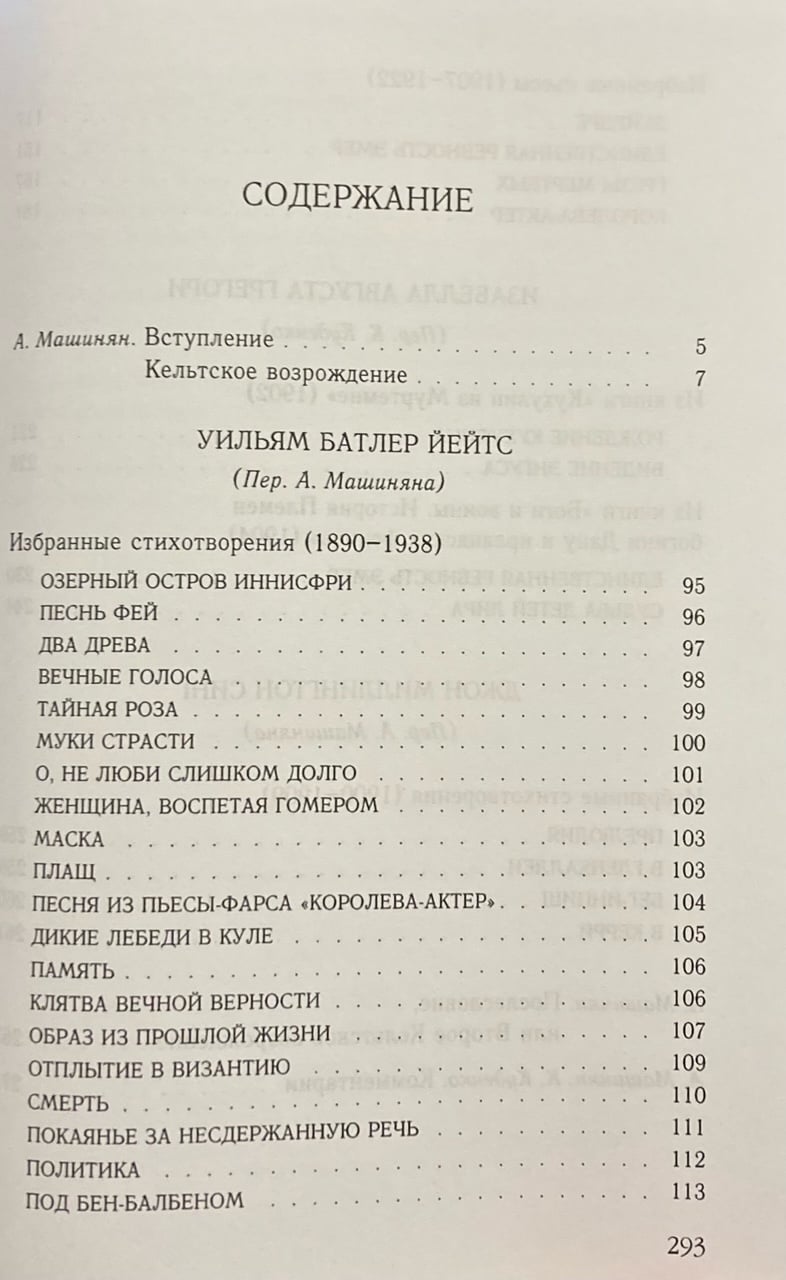 СОДЕРЖАНИЕ
А. Машинян. Вступление . . . . . . . . . . . . . . . . . . 5
Кельтское возрождение . . . . . . . . . . . . 7
УИЛЬЯМ БАТЛЕР ЙЕЙТС
(Пер. А. Машиняна)
Избранные стихотворения (1890–1938)
ОЗЕРНЫЙ ОСТРОВ ИННИСФРИ . . . . . . . . . . . . . . 95
ПЕСНЬ ФЕЙ . . . . . . . . . . . . . . . . . . . . . . 96
ДВА ДРЕВА . . . . . . . . . . . . . . . . . . . . . . 97
ВЕЧНЫЕ ГОЛОСА . . . . . . . . . . . . . . . . . . . . 98
ТАЙНАЯ РОЗА . . . . . . . . . . . . . . . . . . . . . 99
МУКИ СТРАСТИ . . . . . . . . . . . . . . . . . . . . 100
О, НЕ ЛЮБИ СЛИШКОМ ДОЛГО . . . . . . . . . . . . . 101
ЖЕНЩИНА, ВОСПЕТАЯ ГОМЕРОМ . . . . . . . . . . . . 102
МАСКА . . . . . . . . . . . . . . . . . . . . . . . . 103
ПЛАЩ . . . . . . . . . . . . . . . . . . . . . . . . . 103
ПЕСНЯ ИЗ ПЬЕСЫ-ФАРСА «КОРОЛЕВА-АКТЕР» . . . . . . . 104
ДИКИЕ ЛЕБЕДИ В КУЛЕ . . . . . . . . . . . . . . . . 105
ПАМЯТЬ . . . . . . . . . . . . . . . . . . . . . . . . 106
КЛЯТВА ВЕЧНОЙ ВЕРНОСТИ . . . . . . . . . . . . . . 106
ОБРАЗ ИЗ ПРОШЛОЙ ЖИЗНИ . . . . . . . . . . . . . . 107
ОТПЛЫТИЕ В ВИЗАНТИЮ . . . . . . . . . . . . . . . 109
СМЕРТЬ . . . . . . . . . . . . . . . . . . . . . . . . 110
ПОКАЯНЬЕ ЗА НЕСДЕРЖАННУЮ РЕЧЬ . . . . . . . . . . 111
ПОЛИТИКА . . . . . . . . . . . . . . . . . . . . . . 112
ПОД БЕН-БАЛБЕНОМ . . . . . . . . . . . . . . . . . 113
293